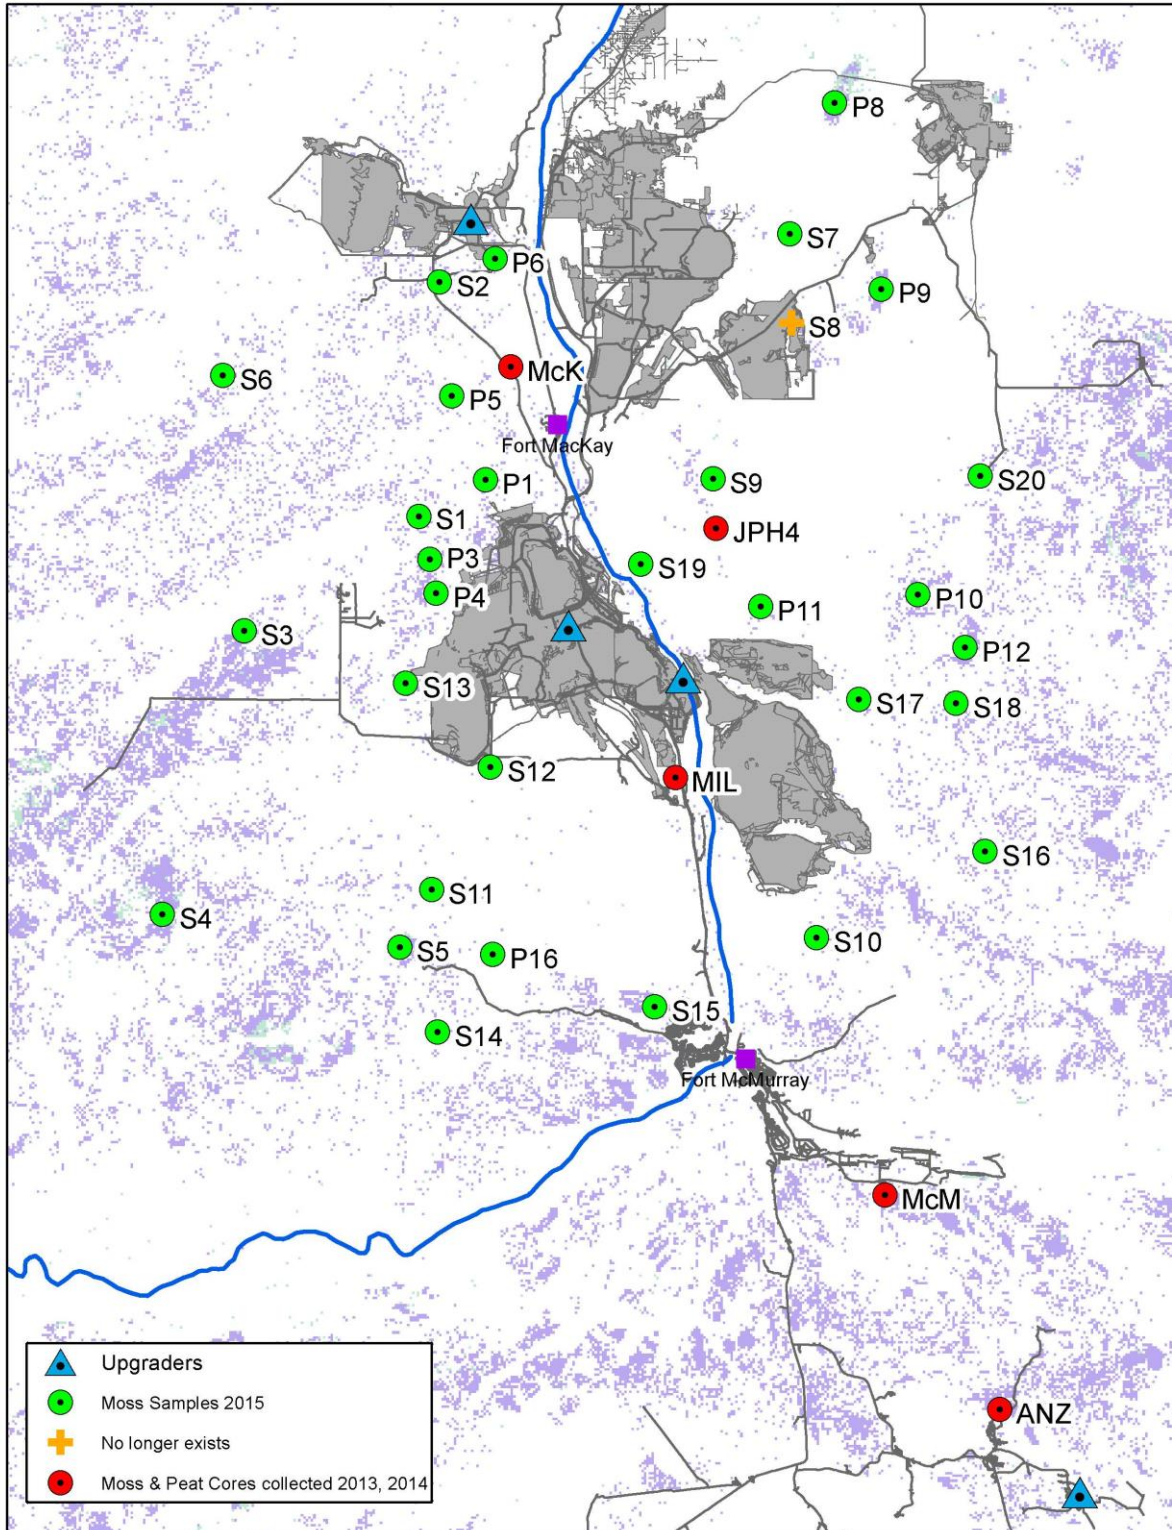 P8
S7
P6
S2
P9
S8
McK
S6
P5
Fort MacKay
P1
S9
S20
S1
JPH4
P3
S19
P4
P10
P11
S3
P12
S13
S17
S18
S12
MIL
S16
S11
S4
S10
S5
P16
S15
S14
Fort McMurray
McM
ANZ
Upgraders
Moss Samples 2015
No longer exists
Moss & Peat Cores collected 2013, 2014